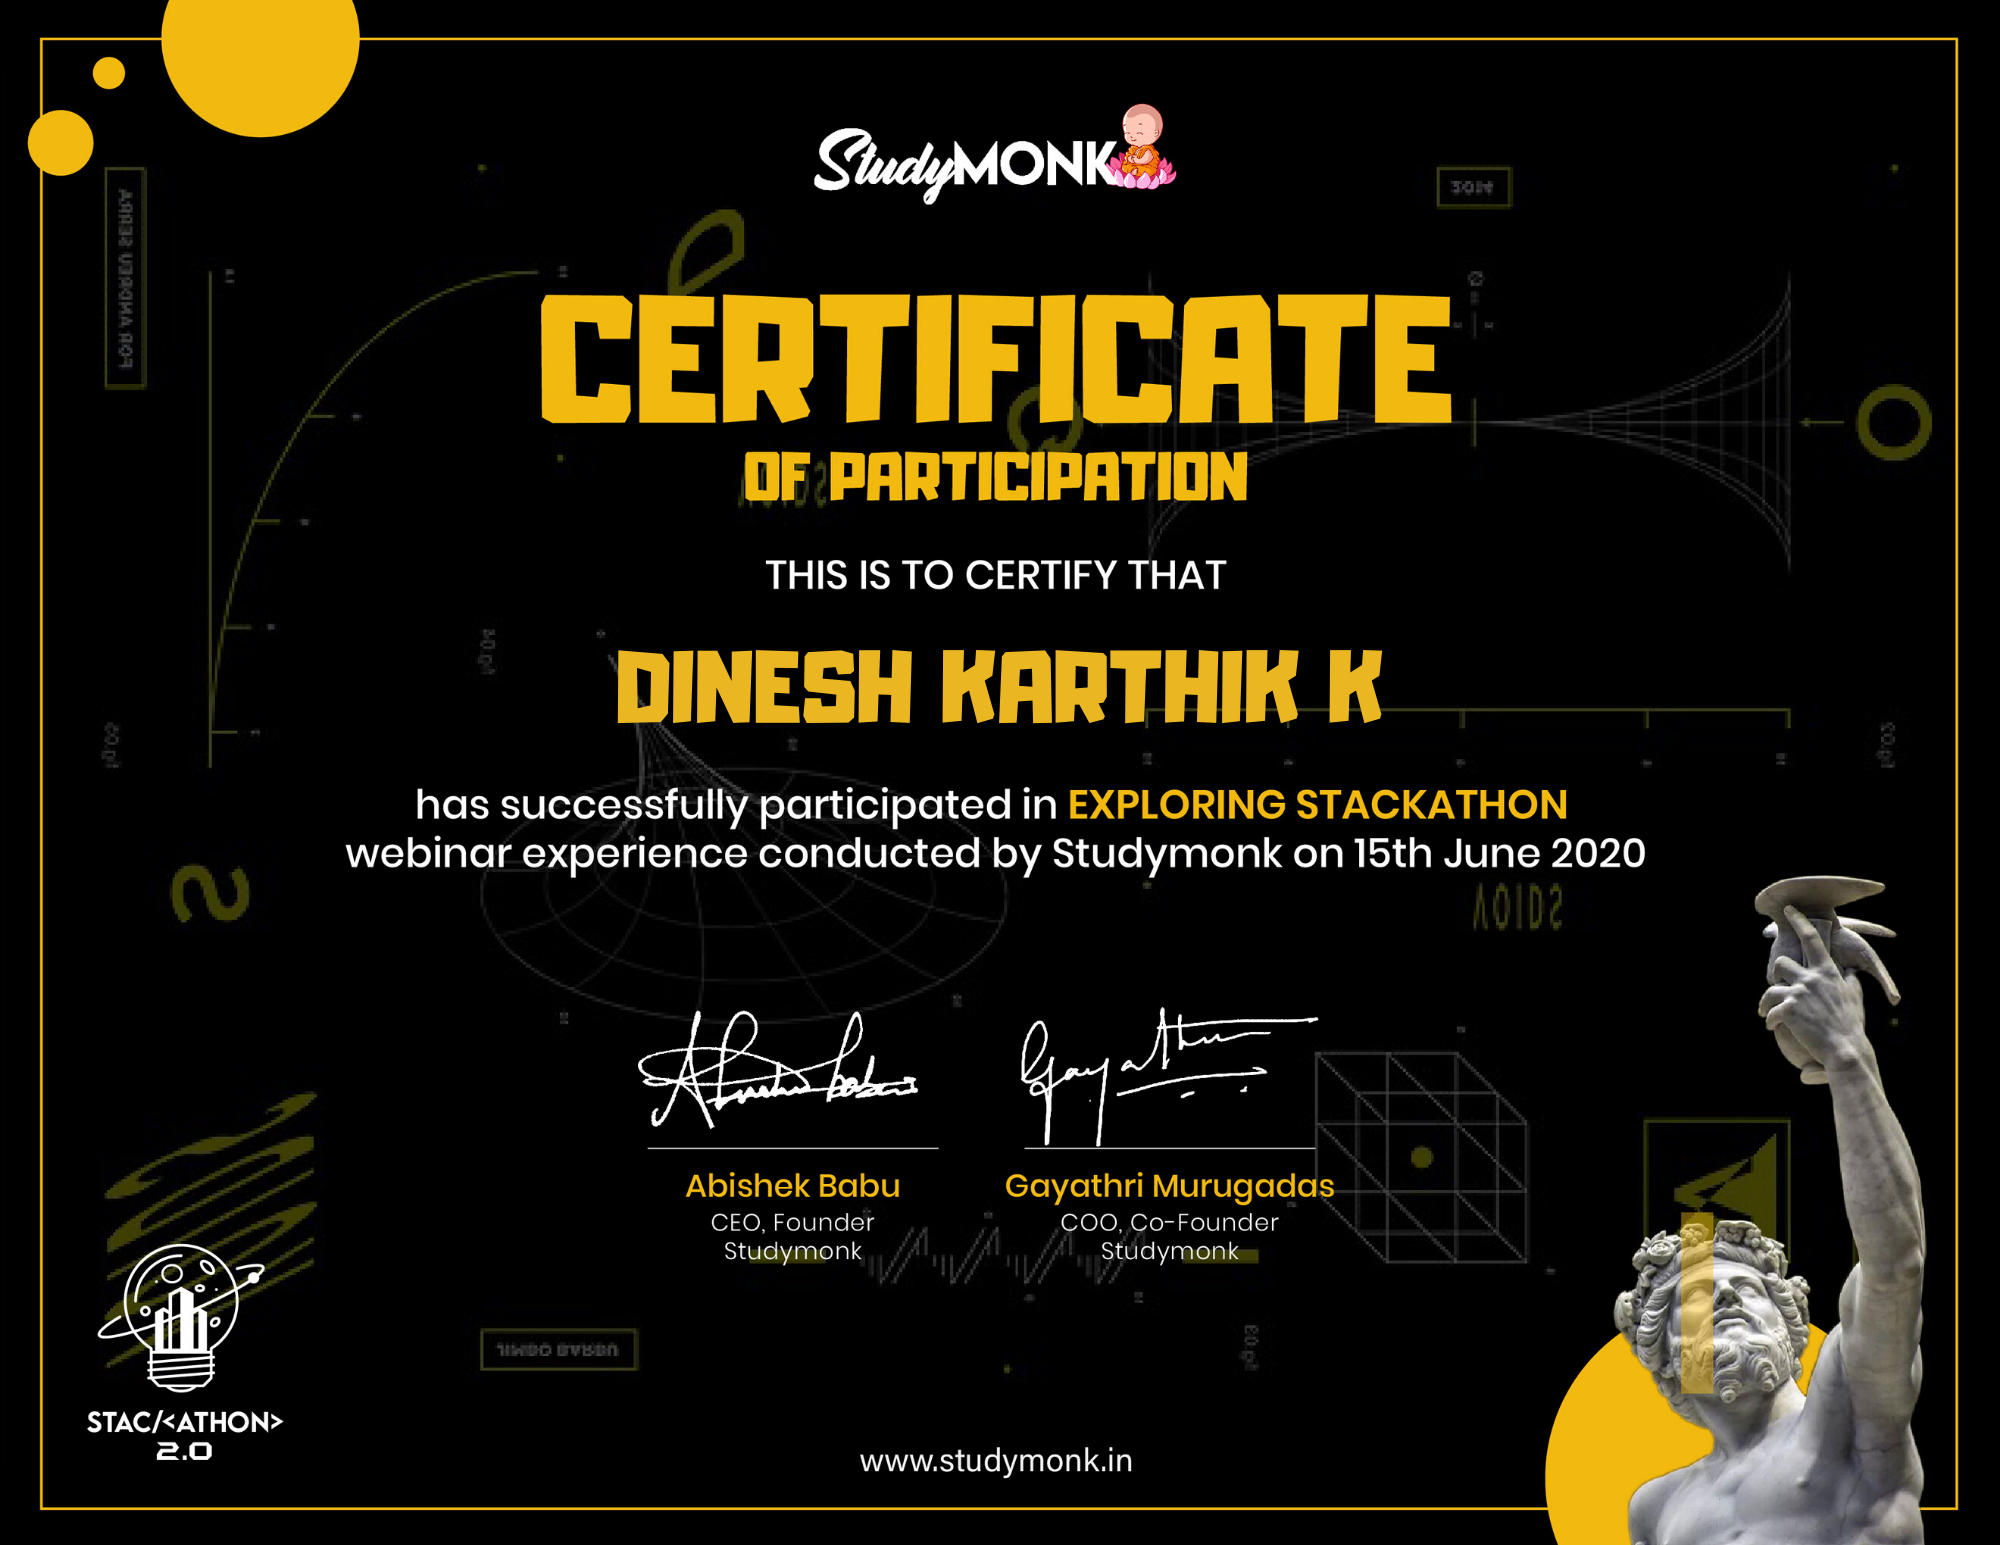 StudyMONK
CERTIFICATE
OF PARTICIPATION
THIS IS TO CERTIFY THAT
DINESH KARTHIK K
has successfully participated in EXPLORING STACKATHON
webinar experience conducted by Studymonk on 15th June 2020
VOIDS
Abishek Babu
CEO, Founder
Studymonk
Gayathri Murugadas
COO, Co-Founder
Studymonk
STAC/<ATHON>
2.0
www.studymonk.in